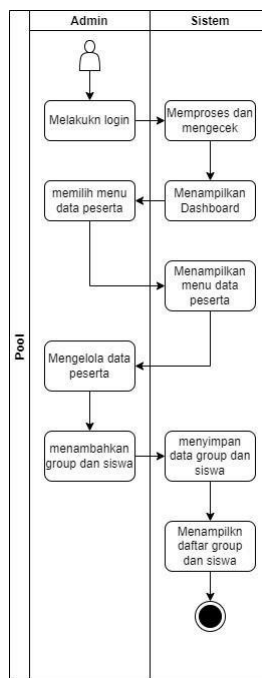 Admin
Sistem
Pool
Melakukn login
Memproses dan
mengecek
memilih menu
data peserta
Menampilkan
Dashboard
Menampilkan
menu data
peserta
Mengelola data
peserta
menambahkan
group dan siswa
menyimpan
data group dan
siswa
Menampilkn
daftar group
dan siswa